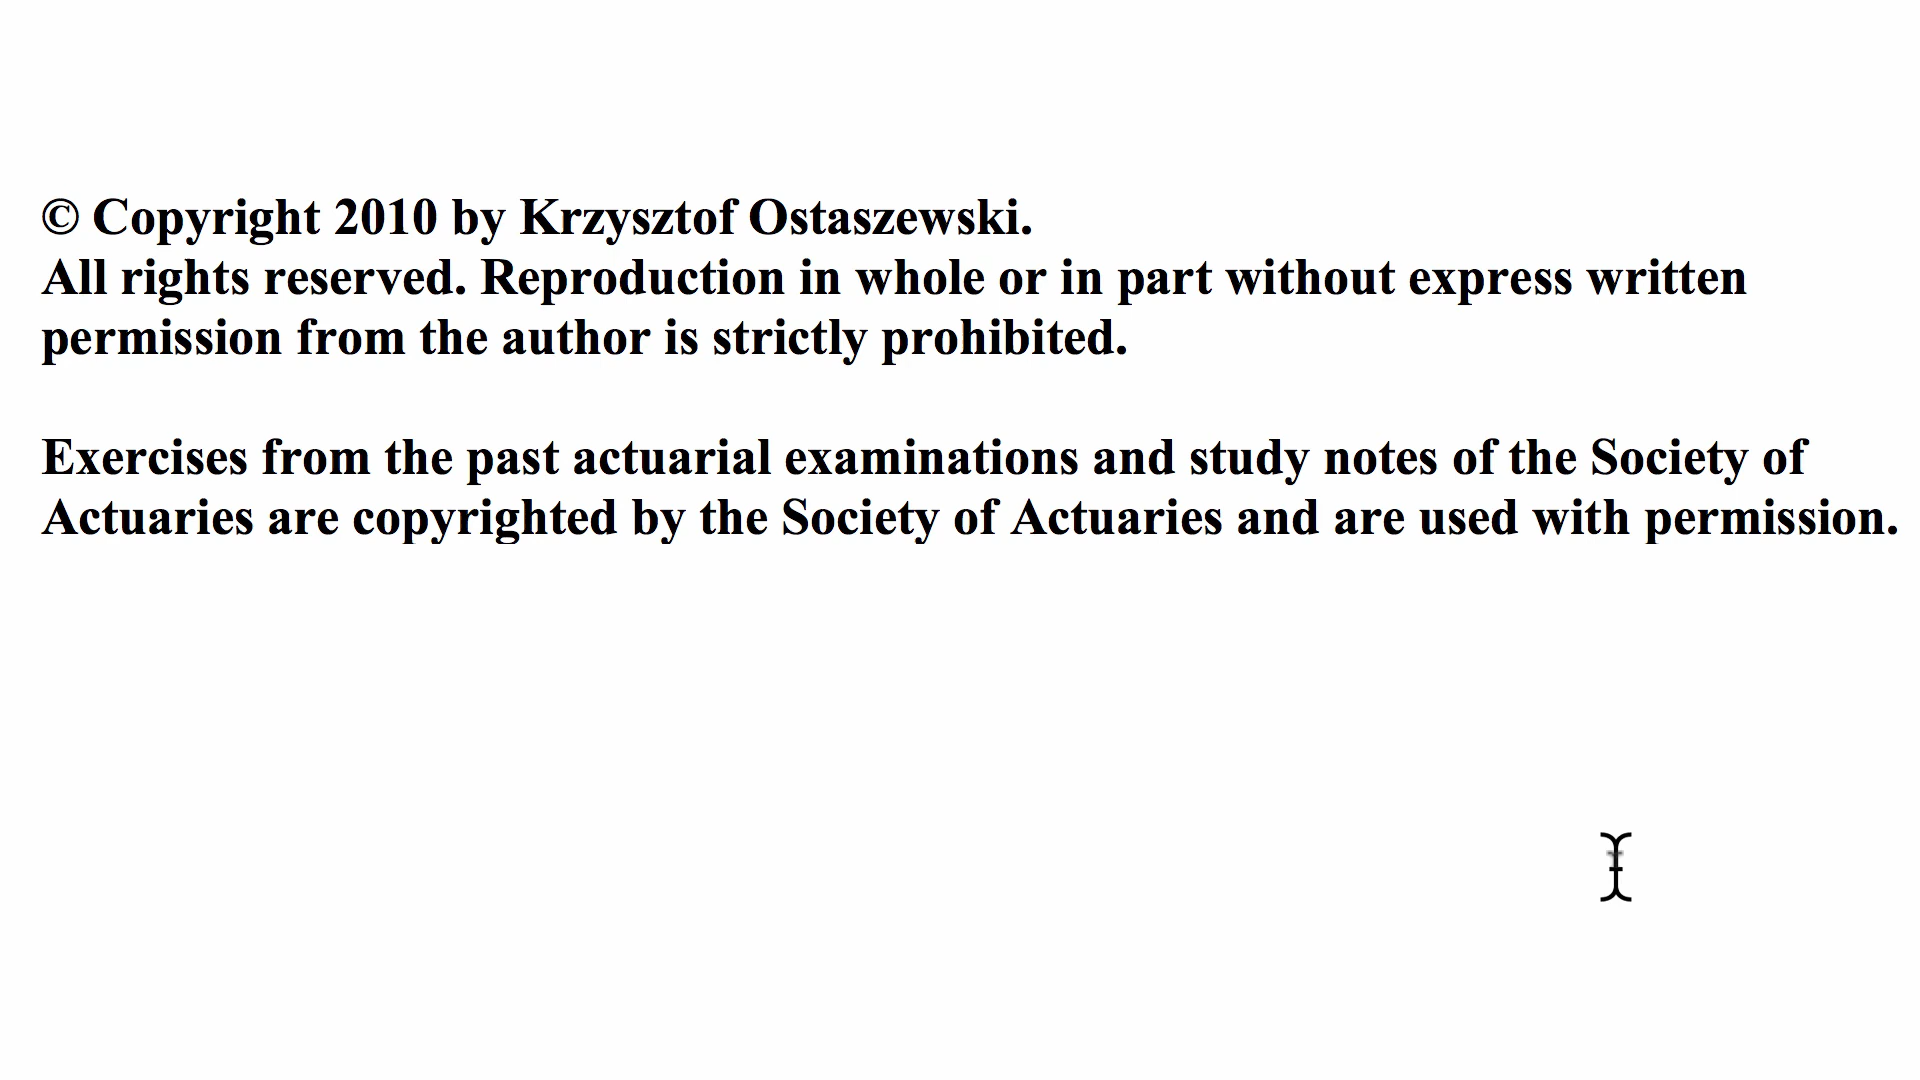 © Copyright 2010 by Krzysztof Ostaszewski.
All rights reserved. Reproduction in whole or in part without express written
permission from the author is strictly prohibited.
Exercises from the past actuarial examinations and study notes of the Society of
Actuaries are copyrighted by the Society of Actuaries and are used with permission.